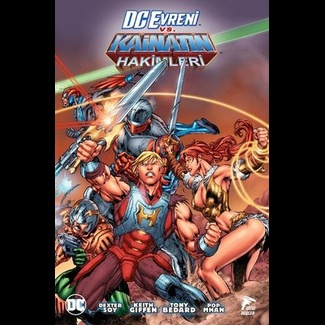 DC EVRENİ
vs.
KAİNATIN
HAKİMLERİ
DEXTER SOY
KEITH GIFFEN
TONY BEDARD
POP MHAN
DC